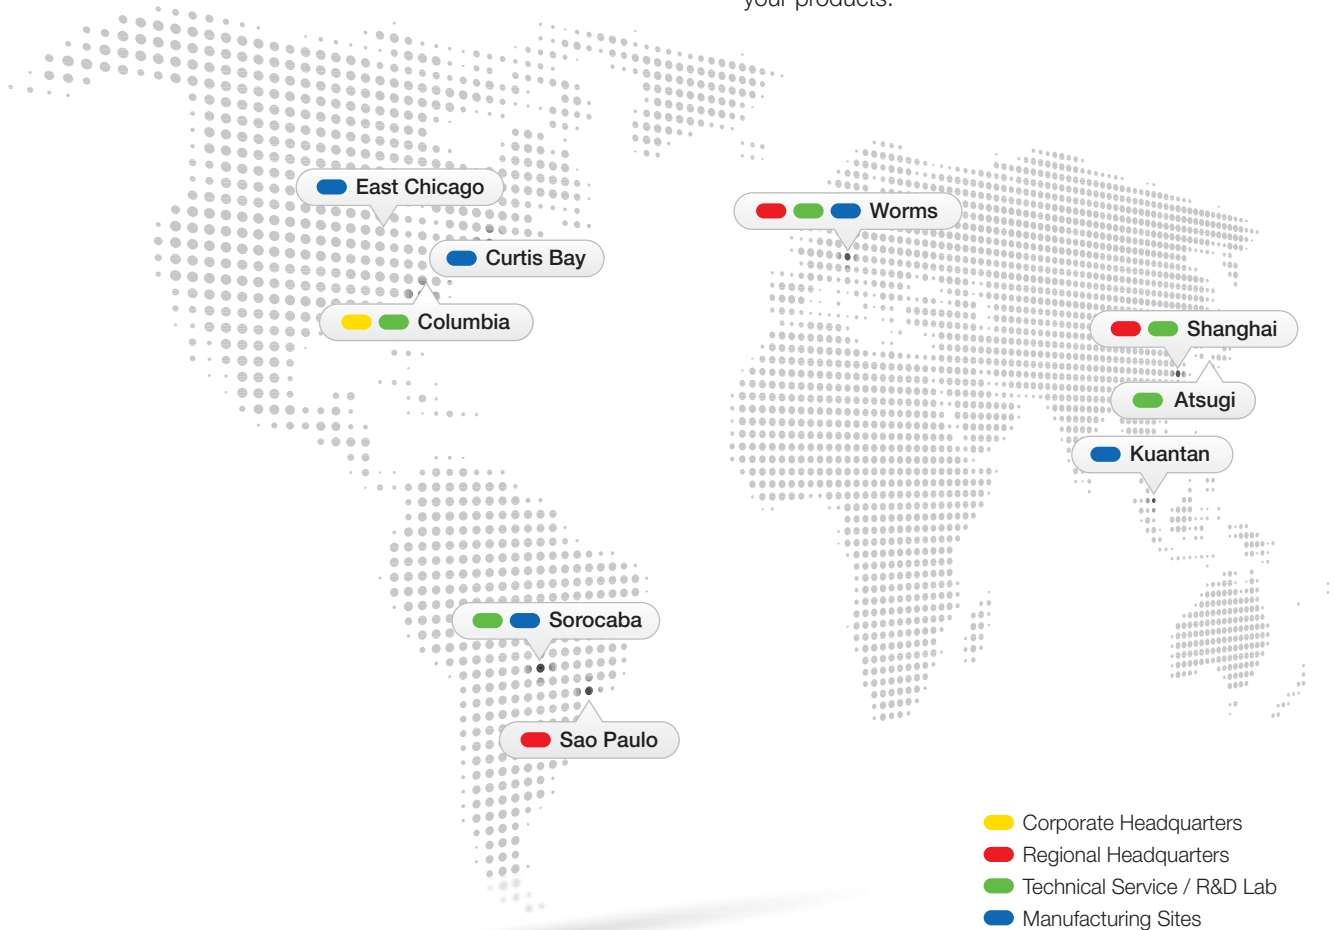 your products.
East Chicago
Worms
Curtis Bay
Columbia
Shanghai
Atsugi
Kuantan
Sorocaba
Sao Paulo
Corporate Headquarters
Regional Headquarters
Technical Service / R&D Lab
Manufacturing Sites